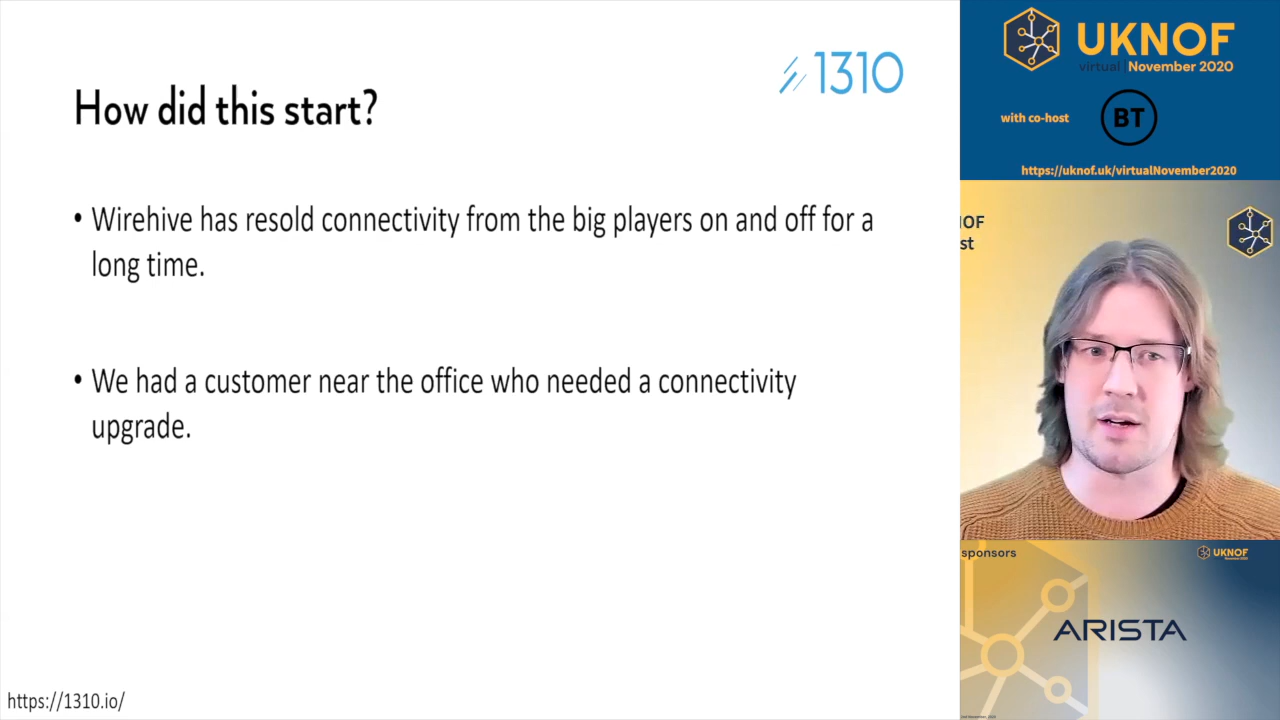 How did this start?
1310
• Wirehive has resold connectivity from the big players on and off for a
long time.
• We had a customer near the office who needed a connectivity
upgrade.
https://1310.io/
UKNOF
virtual | November 2020
with co-host
BT
https://uknof.uk/virtualNovember2020
sponsors
UKNOF
November 2020
ARISTA